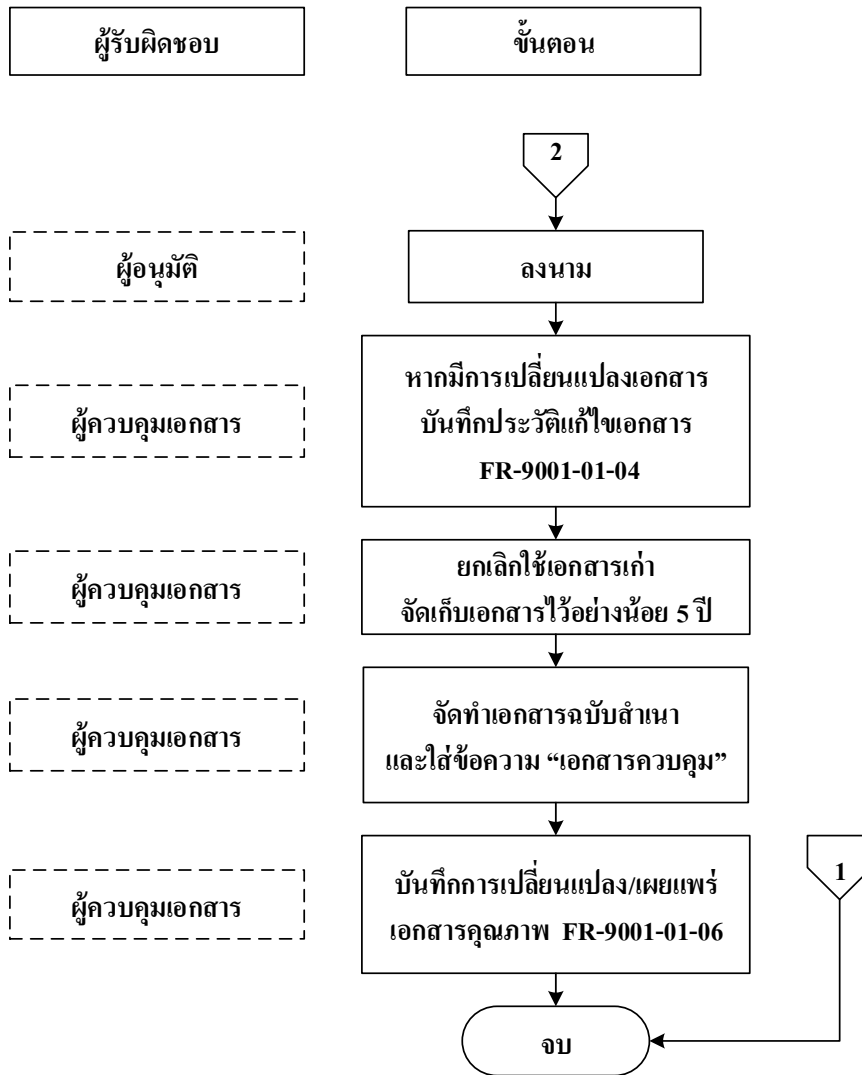 ผู้รับผิดชอบ
ขั้นตอน
2
ผู้อนุมัติ
ลงนาม
ผู้ควบคุมเอกสาร
หากมีการเปลี่ยนแปลงเอกสาร
บันทึกประวัติแก้ไขเอกสาร
FR-9001-01-04
ผู้ควบคุมเอกสาร
ยกเลิกใช้เอกสารเก่า
จัดเก็บเอกสารไว้อย่างน้อย 5 ปี
ผู้ควบคุมเอกสาร
จัดทำเอกสารฉบับสำเนา
และใส่ข้อความ “เอกสารควบคุม”
ผู้ควบคุมเอกสาร
บันทึกการเปลี่ยนแปลง/เผยแพร่
เอกสารคุณภาพ FR-9001-01-06
1
จบ